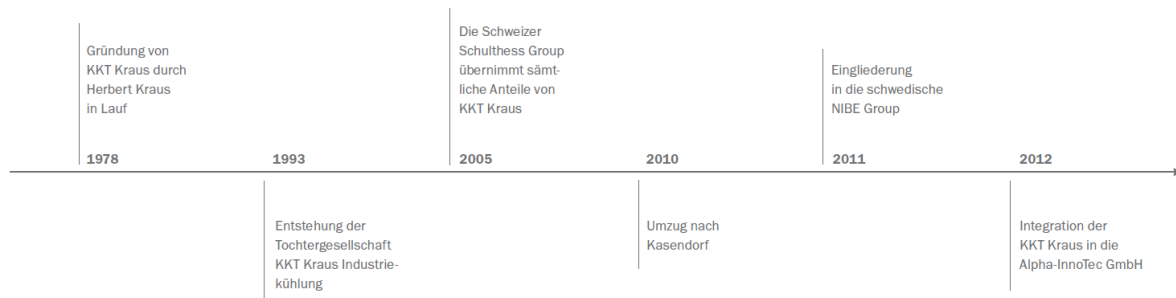 Gründung von
KKT Kraus durch
Herbert Kraus
in Lauf
1978
1993
Entstehung der
Tochtergesellschaft
KKT Kraus Industrie-
kühlung
Die Schweizer
Schulthess Group
übernimmt sämt-
liche Anteile von
KKT Kraus
2005
2010
Umzug nach
Kasendorf
Eingliederung
in die schwedische
NIBE Group
2011
2012
Integration der
KKT Kraus in die
Alpha-InnoTec GmbH